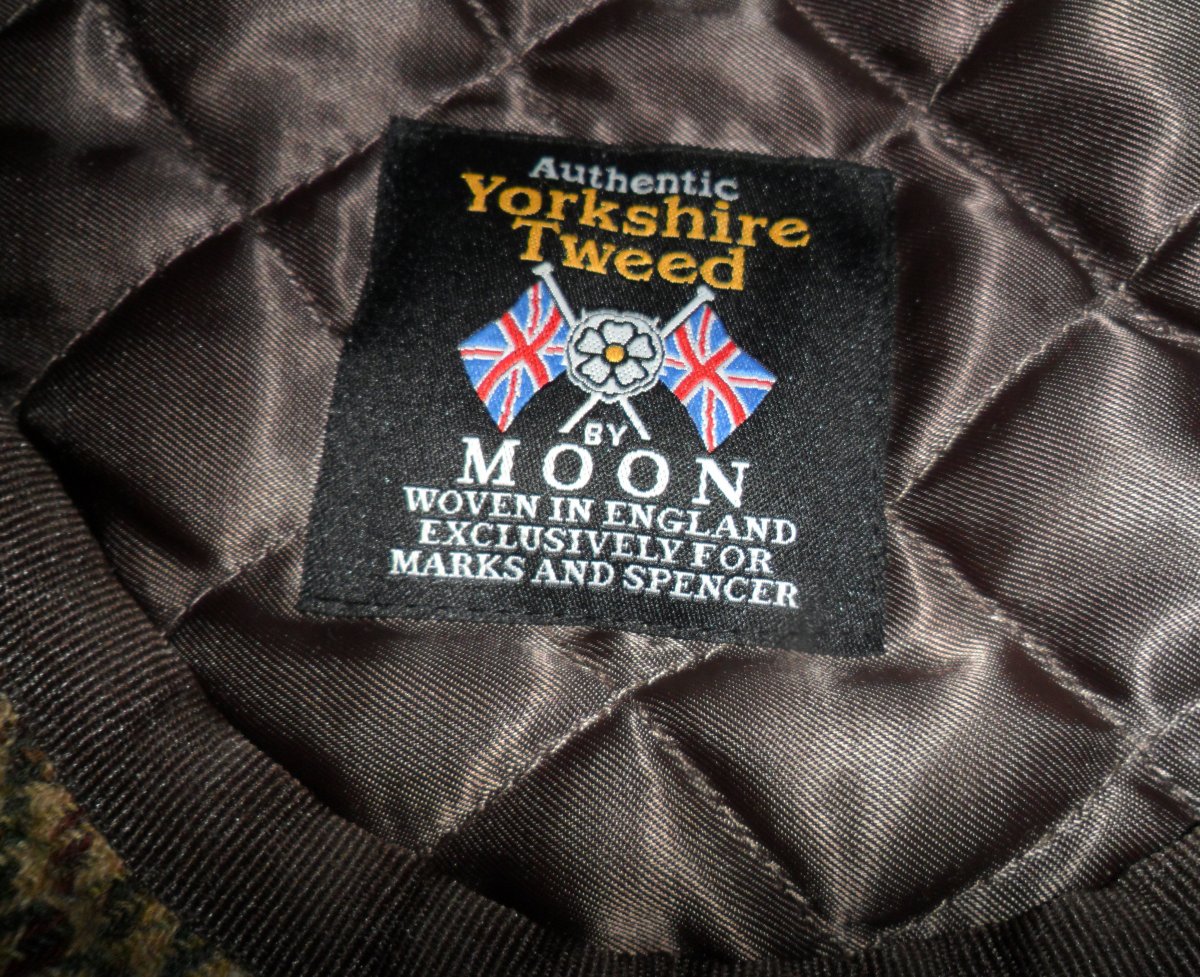 Authentic
Yorkshire
Tweed
BY
MOON
WOVEN IN ENGLAND
EXCLUSIVELY FOR
MARKS AND SPENCER